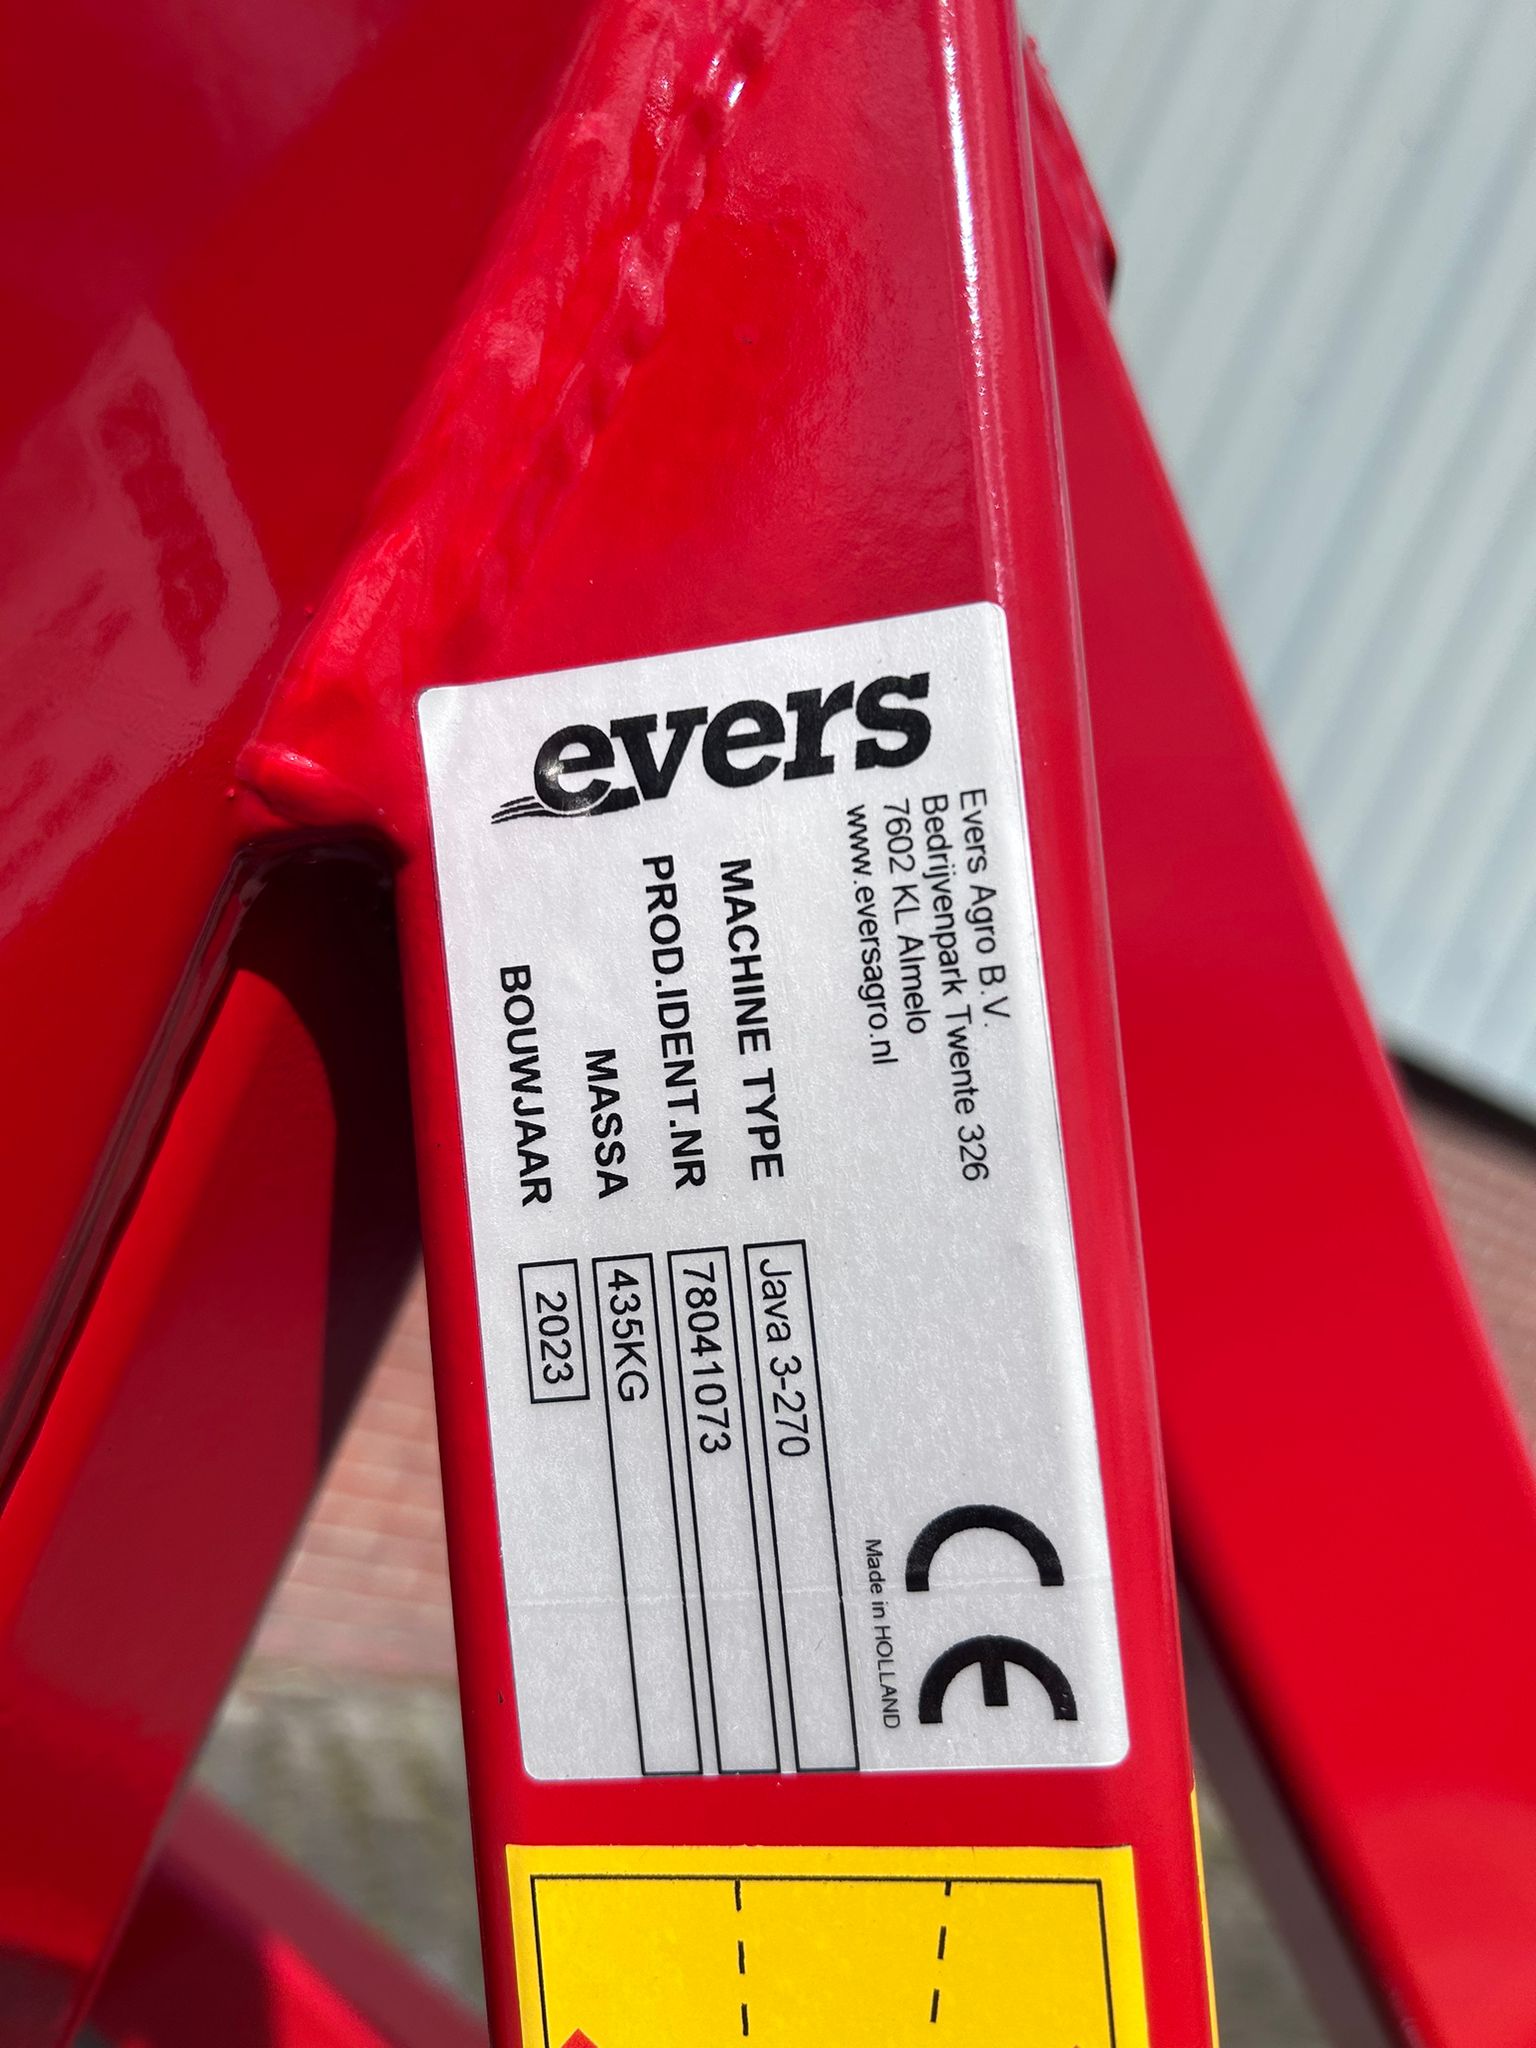 evers
Evers Agro B.V.
Bedrijvenpark Twente 326
7602 KL Almelo
www.eversagro.nl
CE
Made in HOLLAND
MACHINE TYPE Java 3-270
PROD.IDENT.NR 78041073
MASSA 435KG
BOUWJAAR 2023